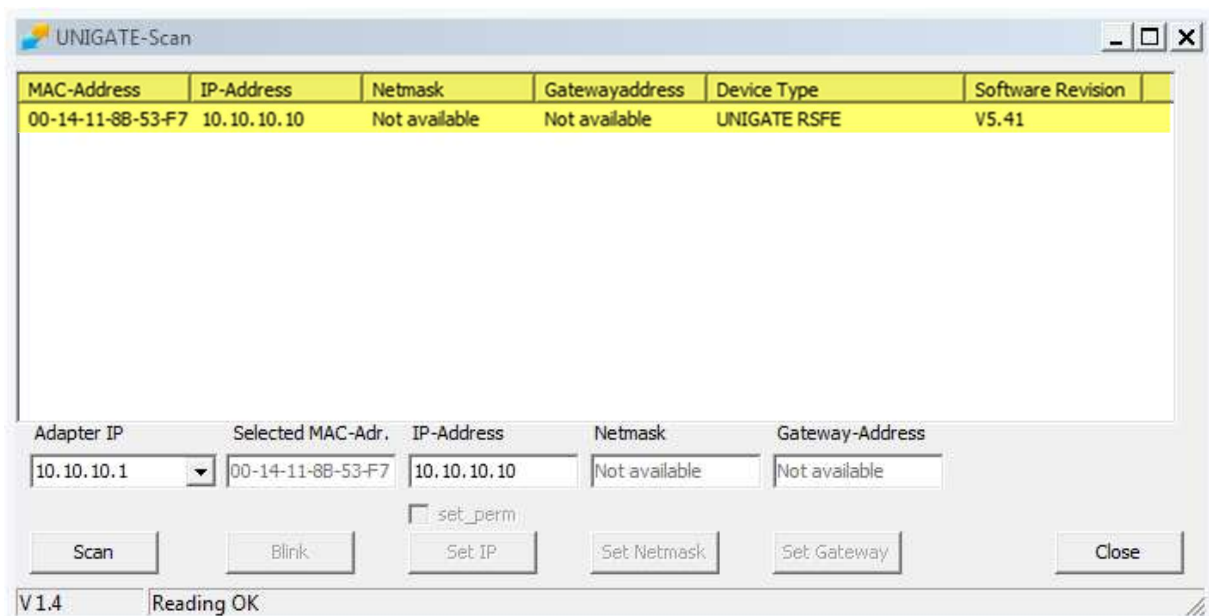 UNIGATE-Scan
MAC-Address IP-Address Netmask Gatewayaddress Device Type Software Revision
00-14-11-8B-53-F7 10.10.10.10 Not available Not available UNIGATE RSFE V5.41
Adapter IP Selected MAC-Adr. IP-Address Netmask Gateway-Address
10.10.10.1 00-14-11-8B-53-F7 10.10.10.10 Not available Not available
set_perm
Scan Blink Set IP Set Netmask Set Gateway Close
V 1.4 Reading OK